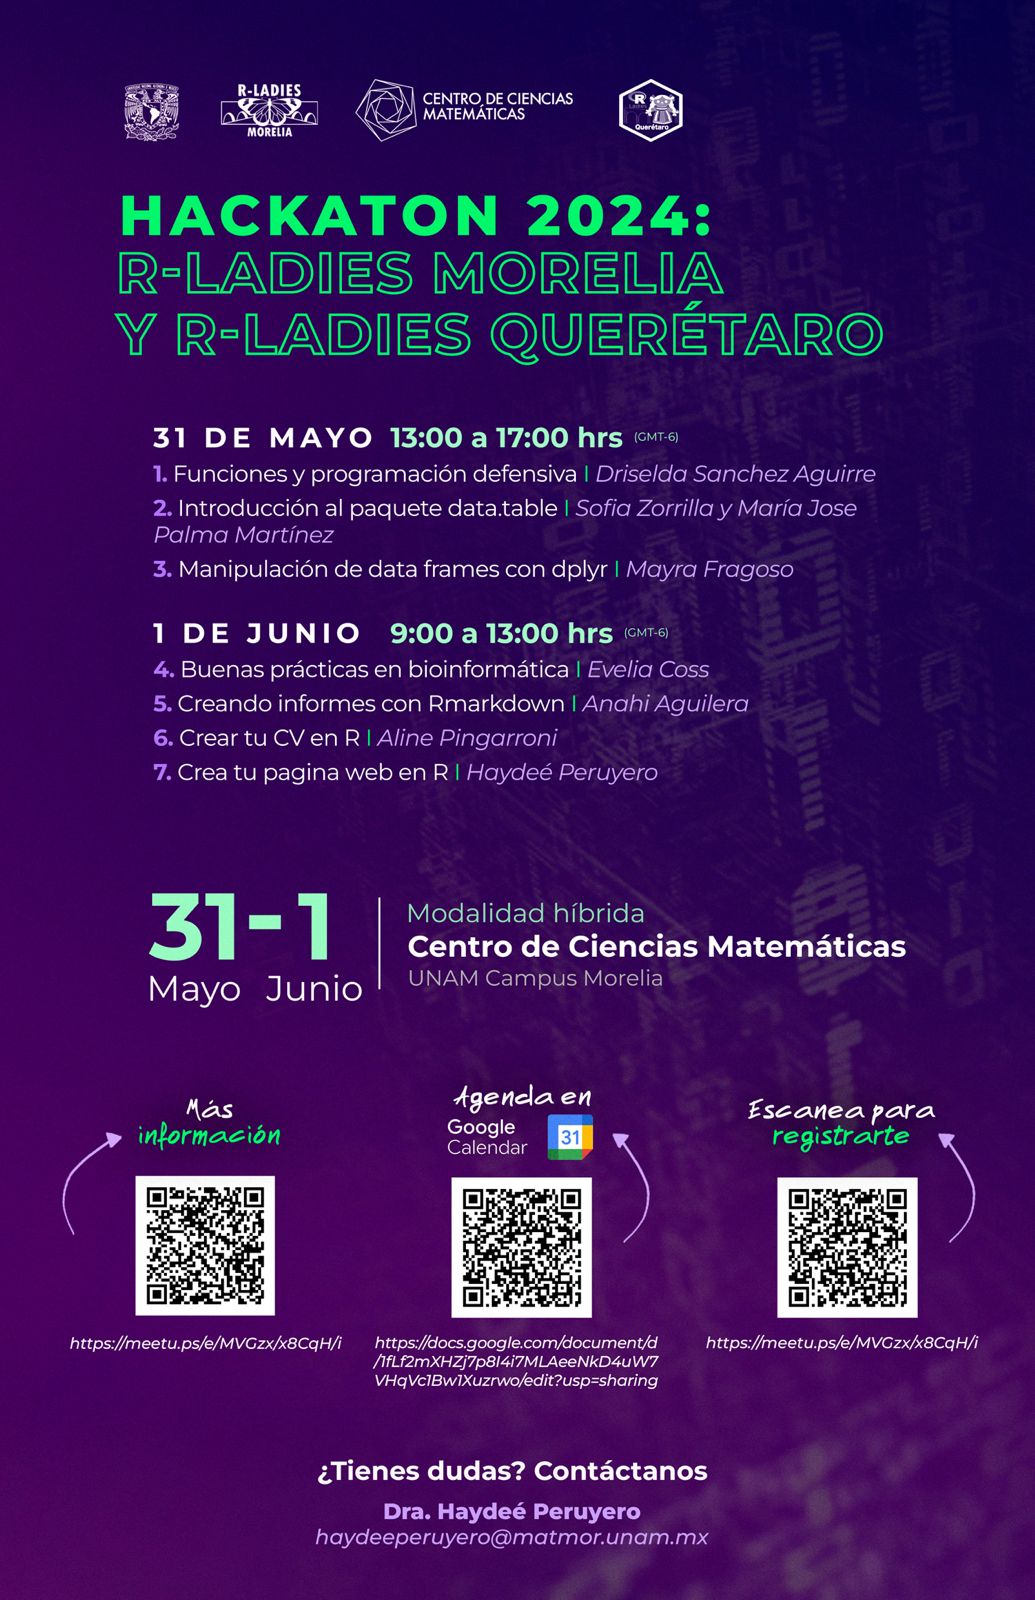 R-LADIES
MORELIA
CENTRO DE CIENCIAS
MATEMÁTICAS
R
Ladies
Querétaro
HACKATON 2024:
R-LADIES MORELIA
Y R-LADIES QUERÉTARO
31 DE MAYO 13:00 a 17:00 hrs (GMT-6)
1. Funciones y programación defensiva | Driselda Sanchez Aguirre
2. Introducción al paquete data.table | Sofia Zorrilla y María Jose
Palma Martínez
3. Manipulación de data frames con dplyr | Mayra Fragoso
1 DE JUNIO 9:00 a 13:00 hrs (GMT-6)
4. Buenas prácticas en bioinformática | Evelia Coss
5. Creando informes con Rmarkdown | Anahi Aguilera
6. Crear tu CV en R | Aline Pingarroni
7. Crea tu pagina web en R | Haydeé Peruyero
31-1
Mayo Junio
Modalidad híbrida
Centro de Ciencias Matemáticas
UNAM Campus Morelia
Más
información
https://meetu.ps/e/MVGzx/x8CqH/i
Agenda en
Google
Calendar
31
https://docs.google.com/document/d
/1fLf2mXHZj7p8I4i7MLAeeNkD4uW7
VHqVc1Bw1Xuzrwo/edit?usp=sharing
Escanea para
registrarte
https://meetu.ps/e/MVGzx/x8CqH/i
¿Tienes dudas? Contáctanos
Dra. Haydeé Peruyero
haydeeperuyero@matmor.unam.mx